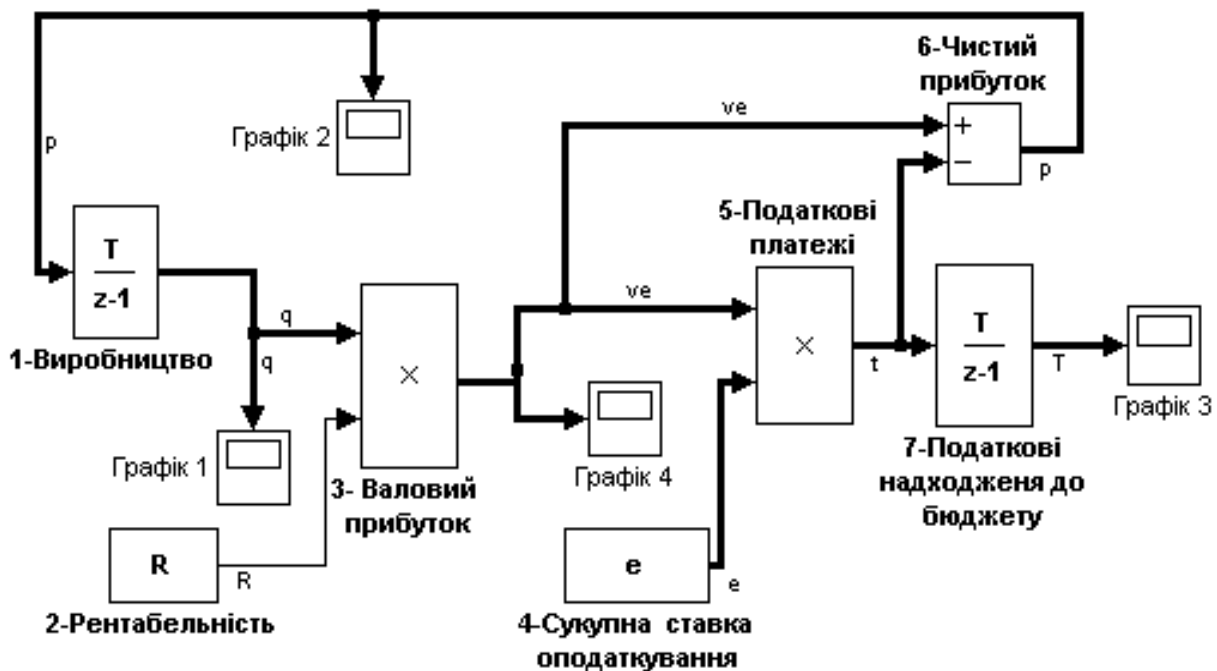 6-Чистий
прибуток
p
Графік 2
ve
+
−
p
5-Податкові
платежі
T
z-1
1-Виробництво
q
q
×
ve
×
t
T
z-1
T
Графік 3
Графік 1
3- Валовий
прибуток
Графік 4
7-Податкові
надходженя до
бюджету
R
R
2-Рентабельність
e
e
4-Сукупна ставка
оподаткування